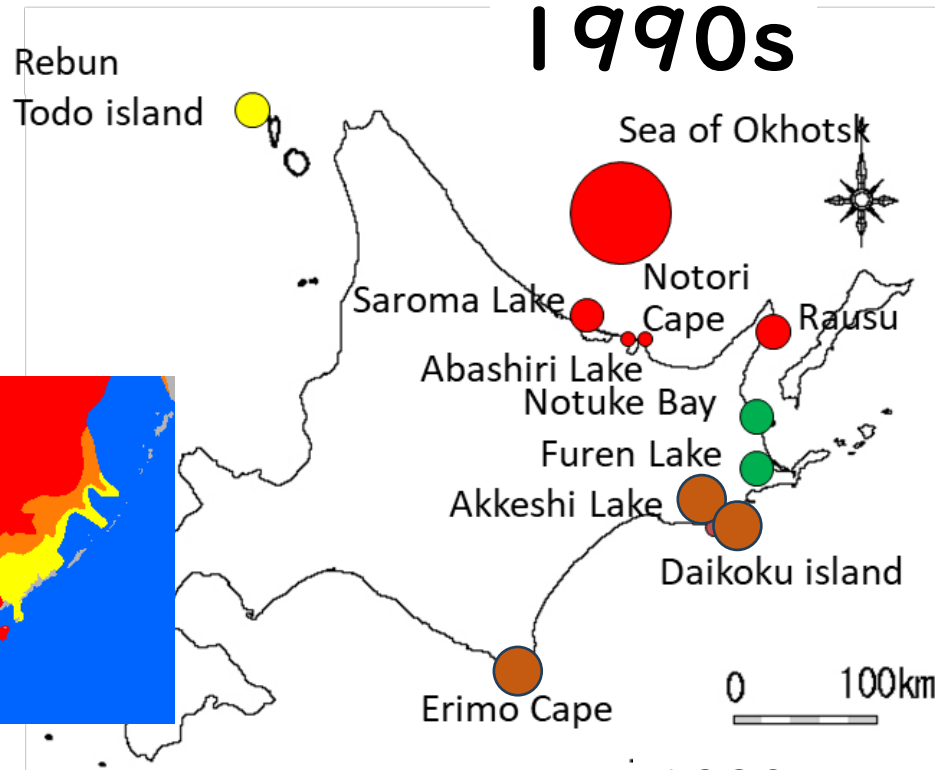 1990s
Rebun
Todo island
Sea of Okhotsk
Notori
Cape
Saroma Lake
Rausu
Abashiri Lake
Notuke Bay
Furen Lake
Akkeshi Lake
Daikoku island
Erimo Cape
0 100km